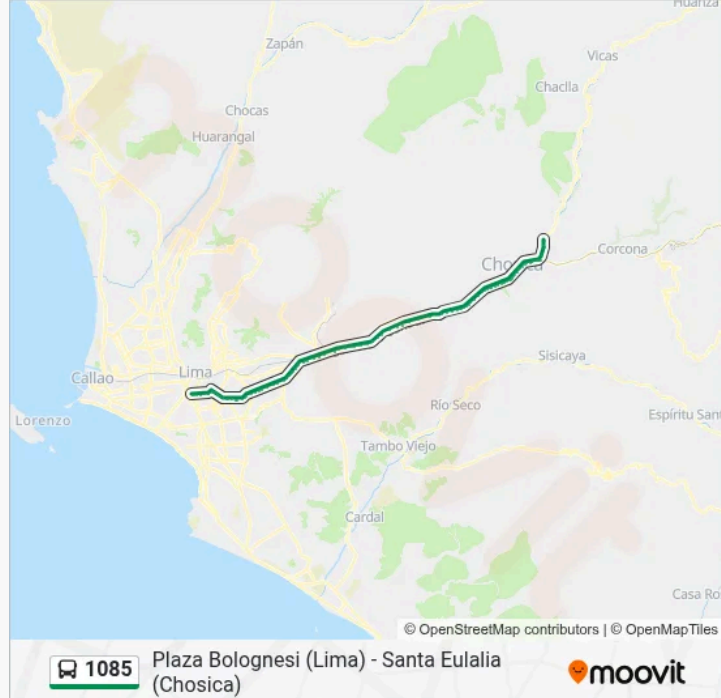 Huanza
Zapán
Vicas
Chaclla
Chocas
Huarangal
Corcona
Chosica
Sisicaya
Lima
Callao
Río Seco
Lorenzo
Espíritu Sant
Tambo Viejo
Cardal
Casa Ro
© OpenStreetMap contributors | © OpenMapTiles
1085 Plaza Bolognesi (Lima) - Santa Eulalia
(Chosica)
moovit